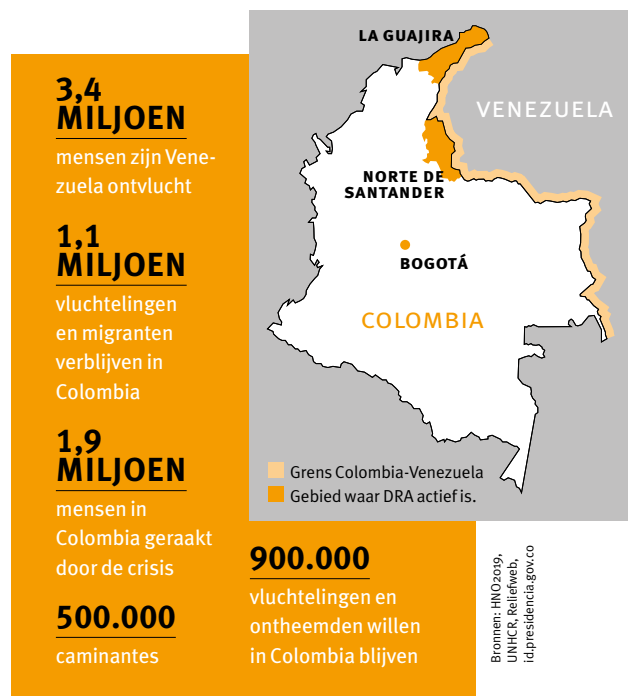 3,4
MILJOEN
mensen zijn Vene-
zuela ontvlucht
1,1
MILJOEN
vluchtelingen
en migranten
verblijven in
Colombia
1,9
MILJOEN
mensen in
Colombia geraakt
door de crisis
500.000
caminantes
900.000
vluchtelingen en
ontheemden willen
in Colombia blijven
LA GUAJIRA
VENEZUELA
NORTE DE
SANTANDER
BOGOTÁ
COLOMBIA
Grens Colombia-Venezuela
Gebied waar DRA actief is.
Bronnen: HNO2019,
UNHCR, Reliefweb,
id.presidencia.gov.co